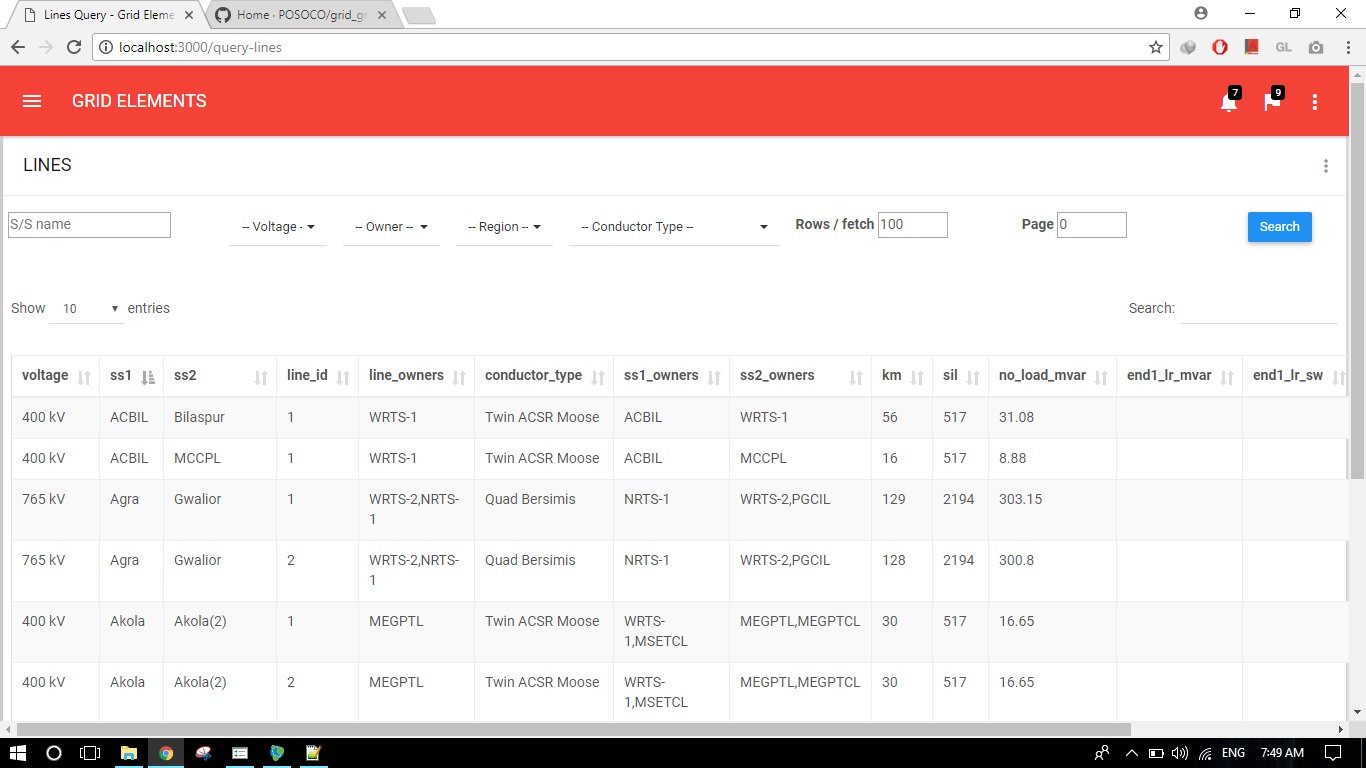 Lines Query - Grid Eleme
Home · POSOCO/grid_gr
localhost:3000/query-lines
GL
GRID ELEMENTS
7
9
LINES
S/S name
-- Voltage -
-- Owner --
-- Region --
-- Conductor Type --
Rows / fetch 100
Page 0
Search
Show 10 entries
Search:
voltage ss1 ss2 line_id line_owners conductor_type ss1_owners ss2_owners km sil no_load_mvar end1_lr_mvar end1_lr_sw
400 kV ACBIL Bilaspur 1 WRTS-1 Twin ACSR Moose ACBIL WRTS-1 56 517 31.08
400 kV ACBIL MCCPL 1 WRTS-1 Twin ACSR Moose ACBIL MCCPL 16 517 8.88
765 kV Agra Gwalior 1 WRTS-2,NRTS- Quad Bersimis NRTS-1 WRTS-2,PGCIL 129 2194 303.15
1
765 kV Agra Gwalior 2 WRTS-2,NRTS- Quad Bersimis NRTS-1 WRTS-2,PGCIL 128 2194 300.8
1
400 kV Akola Akola(2) 1 MEGPTL Twin ACSR Moose WRTS- MEGPTL,MEGPTCL 30 517 16.65
1,MSETCL
400 kV Akola Akola(2) 2 MEGPTL Twin ACSR Moose WRTS- MEGPTL,MEGPTCL 30 517 16.65
1,MSETCL
ENG 7:49 AM